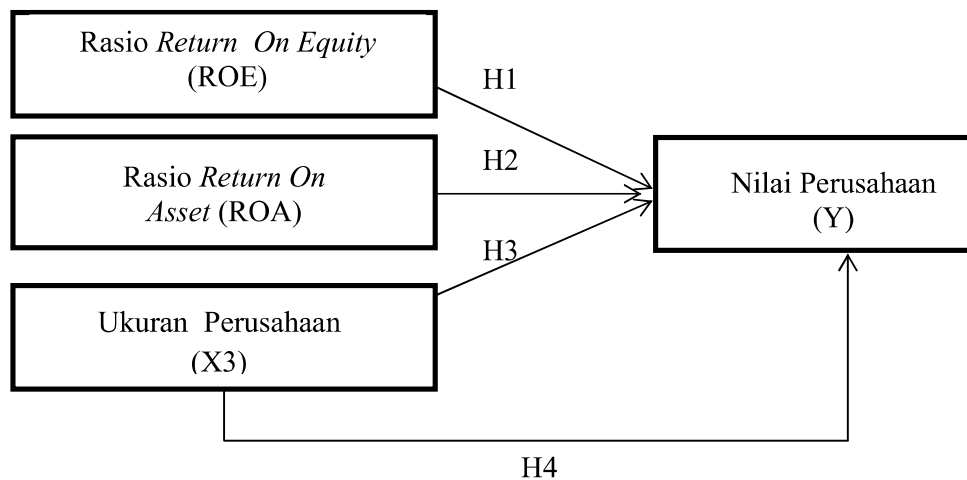 Rasio Return On Equity
(ROE)
H1
Rasio Return On
Asset (ROA)
H2
Nilai Perusahaan
(Y)
H3
Ukuran Perusahaan
(X3)
H4